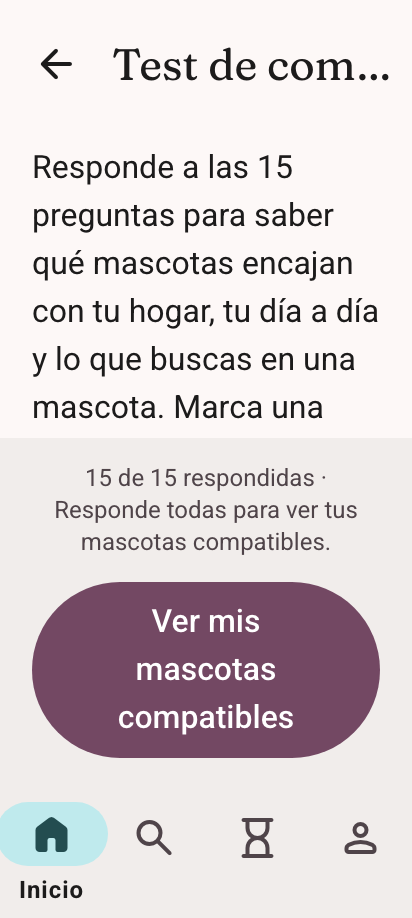 Test de com...
Responde a las 15
preguntas para saber
qué mascotas encajan
con tu hogar, tu día a día
y lo que buscas en una
mascota. Marca una
15 de 15 respondidas ·
Responde todas para ver tus
mascotas compatibles.
Ver mis
mascotas
compatibles
Inicio